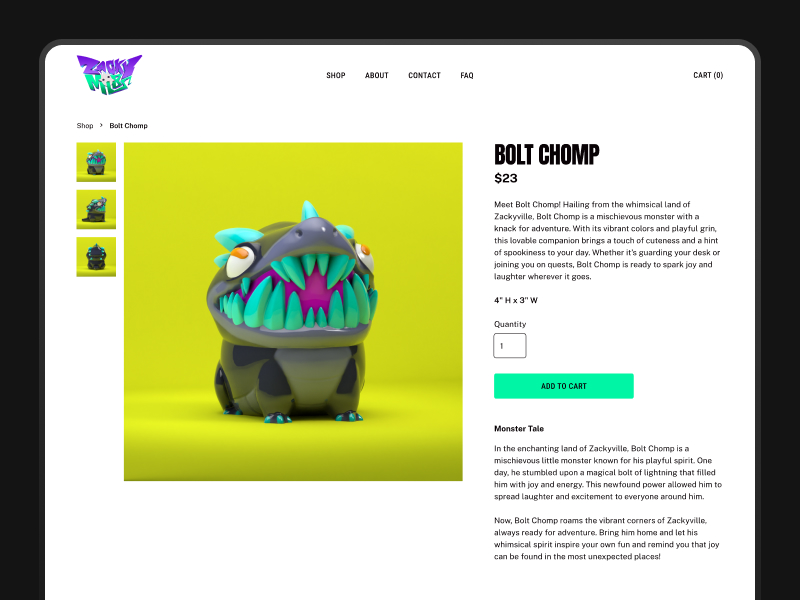 ZACKY
MILO
SHOP ABOUT CONTACT FAQ
CART (0)
Shop > Bolt Chomp
BOLT CHOMP
$23
Meet Bolt Chomp! Hailing from the whimsical land of
Zackyville, Bolt Chomp is a mischievous monster with a
knack for adventure. With its vibrant colors and playful grin,
this lovable companion brings a touch of cuteness and a hint
of spookiness to your day. Whether it's guarding your desk or
joining you on quests, Bolt Chomp is ready to spark joy and
laughter wherever it goes.
4" H x 3" W
Quantity
1
ADD TO CART
Monster Tale
In the enchanting land of Zackyville, Bolt Chomp is a
mischievous little monster known for his playful spirit. One
day, he stumbled upon a magical bolt of lightning that filled
him with joy and energy. This newfound power allowed him to
spread laughter and excitement to everyone around him.
Now, Bolt Chomp roams the vibrant corners of Zackyville,
always ready for adventure. Bring him home and let his
whimsical spirit inspire your own fun and remind you that joy
can be found in the most unexpected places!